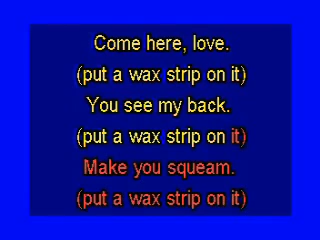 Come here, love.
(put a wax strip on it)
You see my back.
(put a wax strip on it)
Make you squeam.
(put a wax strip on it)